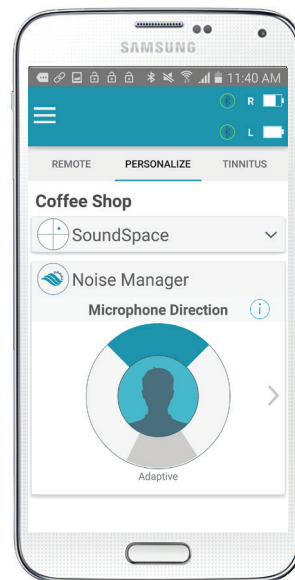 SAMSUNG
11:40 AM
R
L
REMOTE PERSONALIZE TINNITUS
Coffee Shop
SoundSpace
Noise Manager
Microphone Direction i
Adaptive